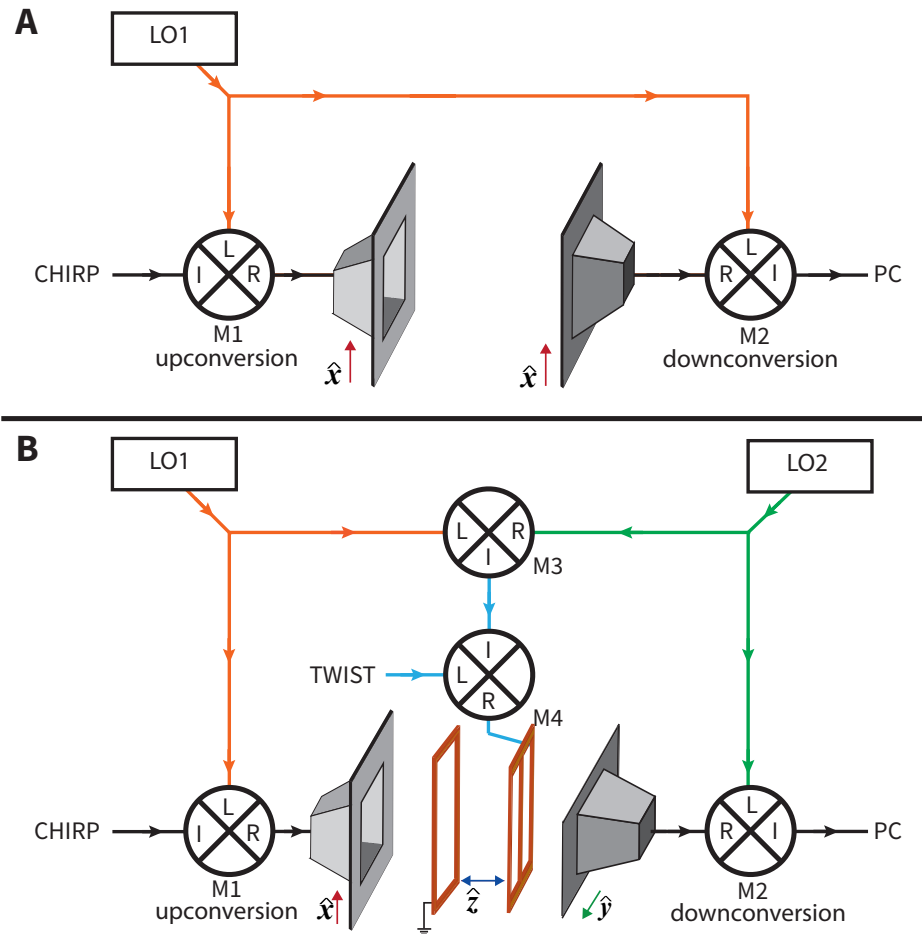 A
LO1
L
I
R
CHIRP
M1
upconversion
x̂
x̂
L
R
I
PC
M2
downconversion
B
LO1
LO2
L
R
I
M3
I
TWIST
L
R
M4
L
I
R
CHIRP
M1
upconversion
x̂
ẑ
ŷ
L
R
I
PC
M2
downconversion